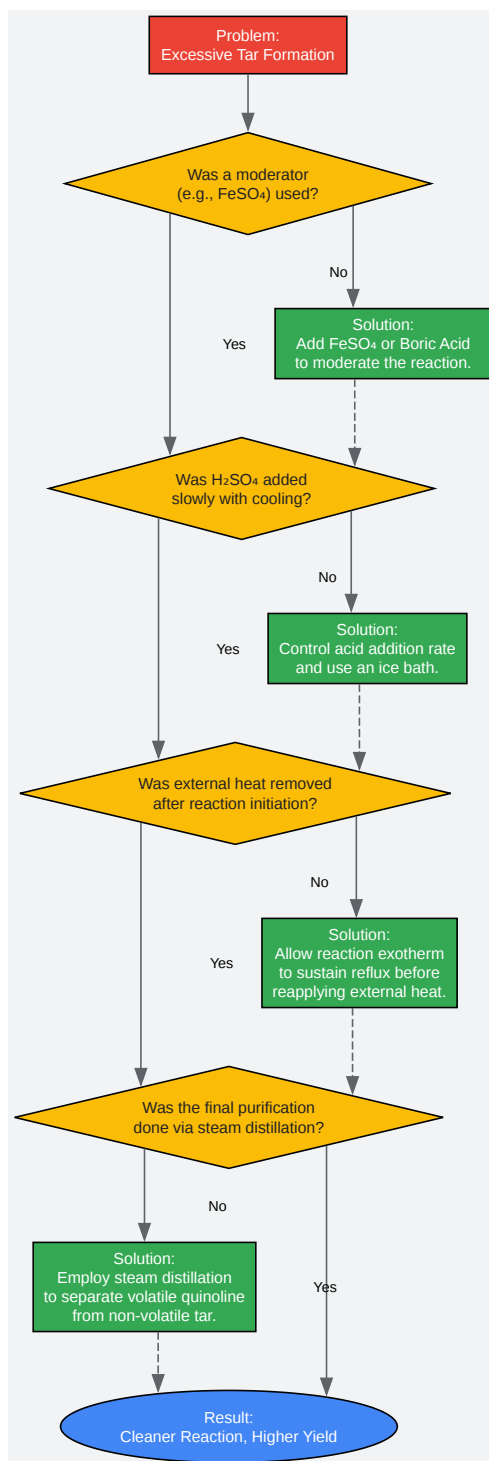 Problem:
Excessive Tar Formation
Was a moderator
(e.g., FeSO₄) used?
No
Yes
Solution:
Add FeSO₄ or Boric Acid
to moderate the reaction.
Was H₂SO₄ added
slowly with cooling?
No
Yes
Solution:
Control acid addition rate
and use an ice bath.
Was external heat removed
after reaction initiation?
No
Yes
Solution:
Allow reaction exotherm
to sustain reflux before
reapplying external heat.
Was the final purification
done via steam distillation?
No
Solution:
Employ steam distillation
to separate volatile quinoline
from non-volatile tar.
Yes
Result:
Cleaner Reaction, Higher Yield